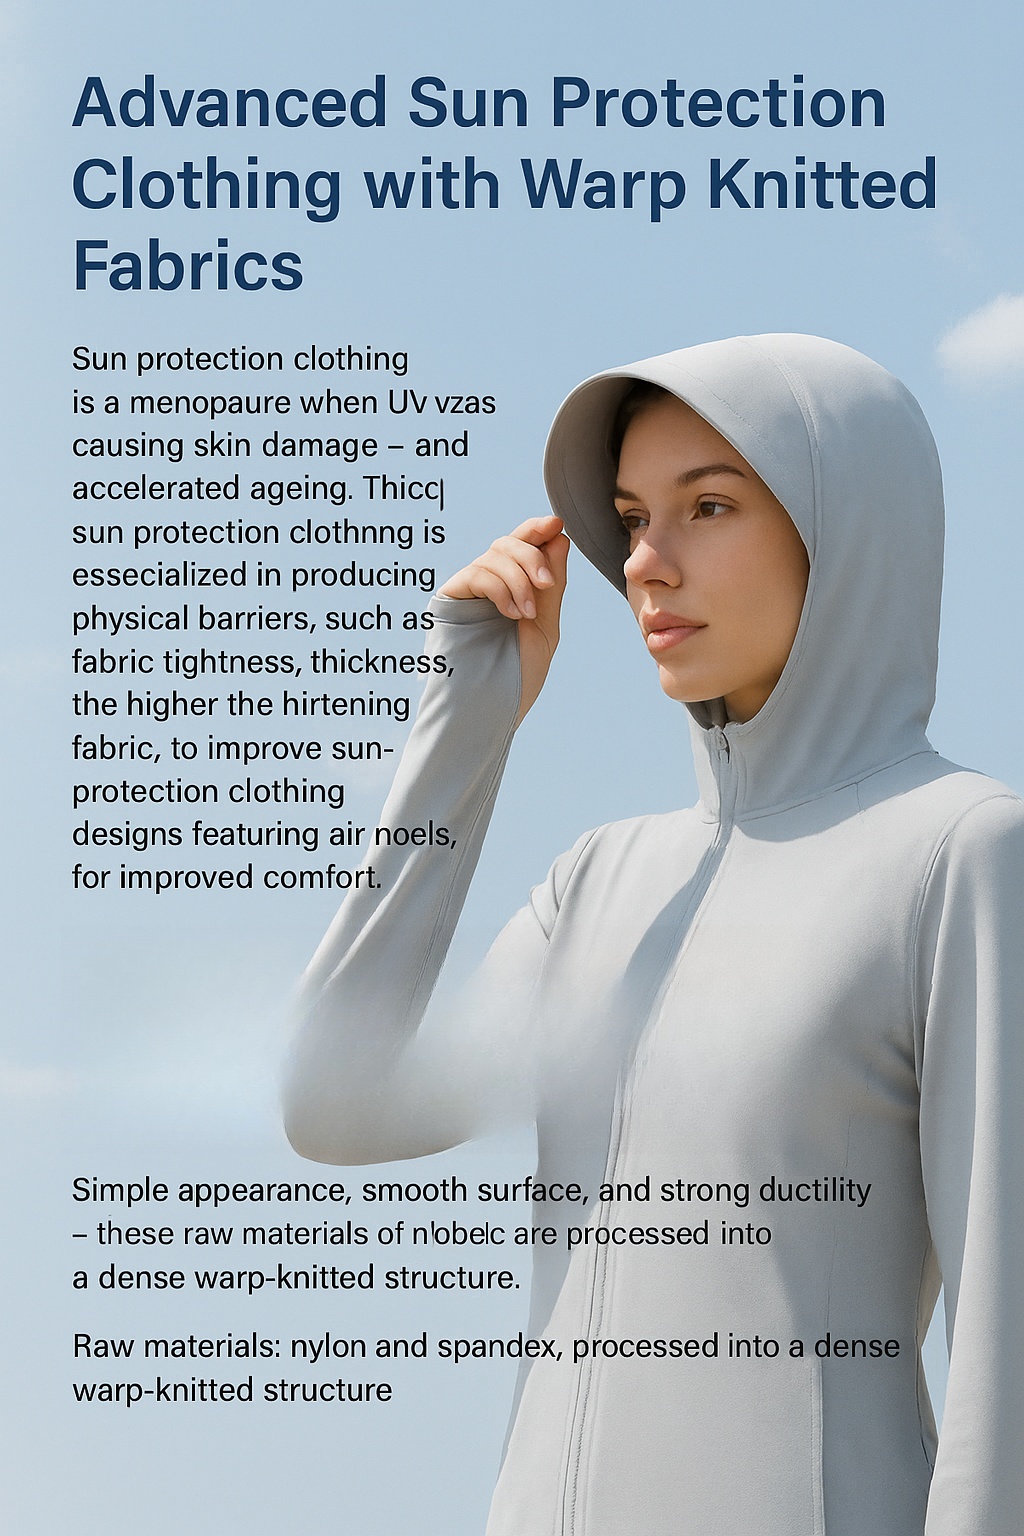 Advanced Sun Protection
Clothing with Warp Knitted
Fabrics
Sun protection clothing
is a menopaure when UV vzas
causing skin damage – and
accelerated ageing.
sun protection clothnng is
essecialized in producing
physical barriers, such as
fabric tightness, thickness,
the higher the hirtening
fabric, to improve sun-
protection clothing
designs featuring air noels,
for improved comfort.
Simple appearance, smooth surface, and strong ductility
– these raw materials of are processed into
a dense warp-knitted structure.
Raw materials: nylon and spandex, processed into a dense
warp-knitted structure